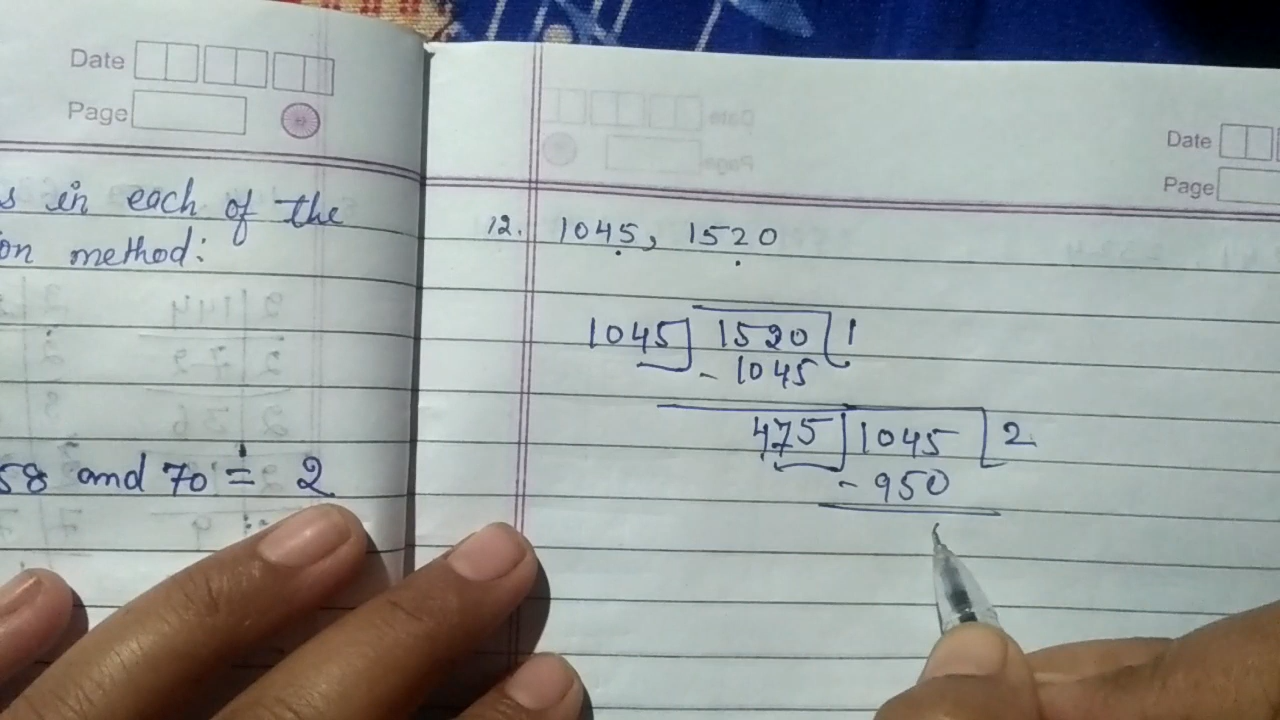 Date
Page
s in each of the
on method:
58 and 70 = 2
Date
Page
12. 1045, 1520
1045 1520 1
- 1045
475 1045 2
- 950